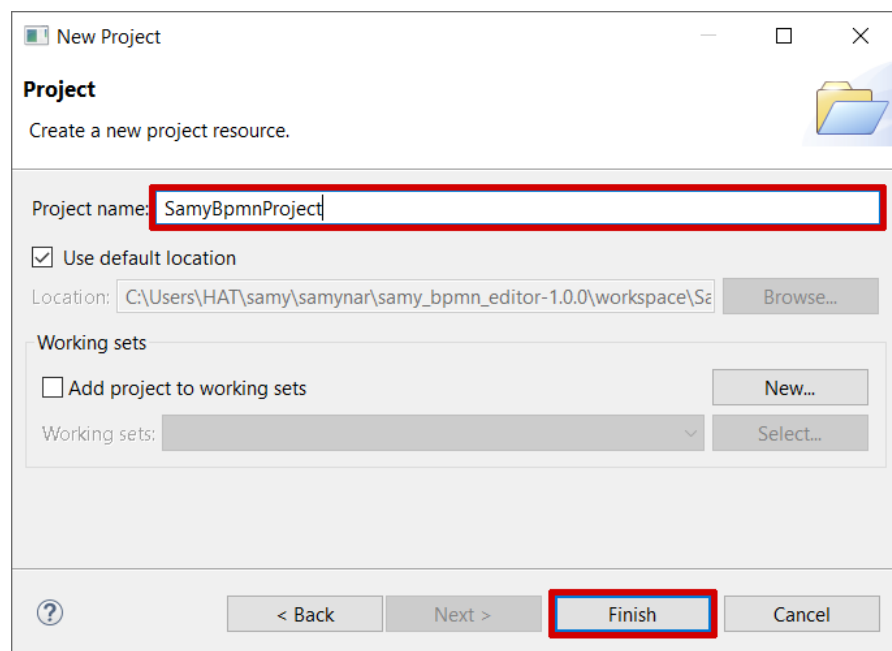 New Project
Project
Create a new project resource.
Project name: SamyBpmnProject
Use default location
Location: C:\Users\HAT\samy\samynar\samy_bpmn_editor-1.0.0\workspace\Sa Browse...
Working sets
Add project to working sets New...
Working sets: Select...
? < Back Next > Finish Cancel